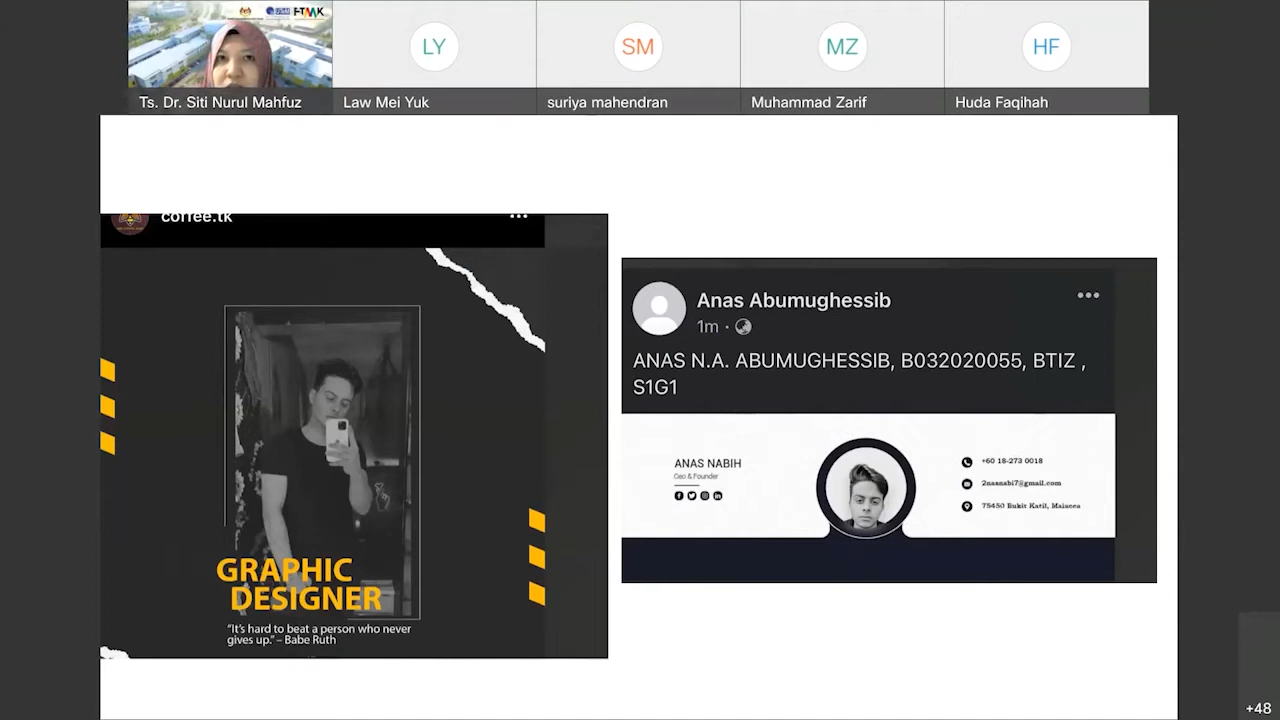 FTMK
Ts. Dr. Siti Nurul Mahfuz
LY
Law Mei Yuk
SM
suriya mahendran
MZ
Muhammad Zarif
HF
Huda Faqihah
coffee.tk
GRAPHIC
DESIGNER
“It’s hard to beat a person who never
gives up.” – Babe Ruth
Anas Abumughessib
1m ·
ANAS N.A. ABUMUGHESSIB, B032020055, BTIZ ,
S1G1
ANAS NABIH
Ceo & Founder
+60 18-273 0018
2nasnabi7@gmail.com
75450 Bukit Katil, Malacca
+48